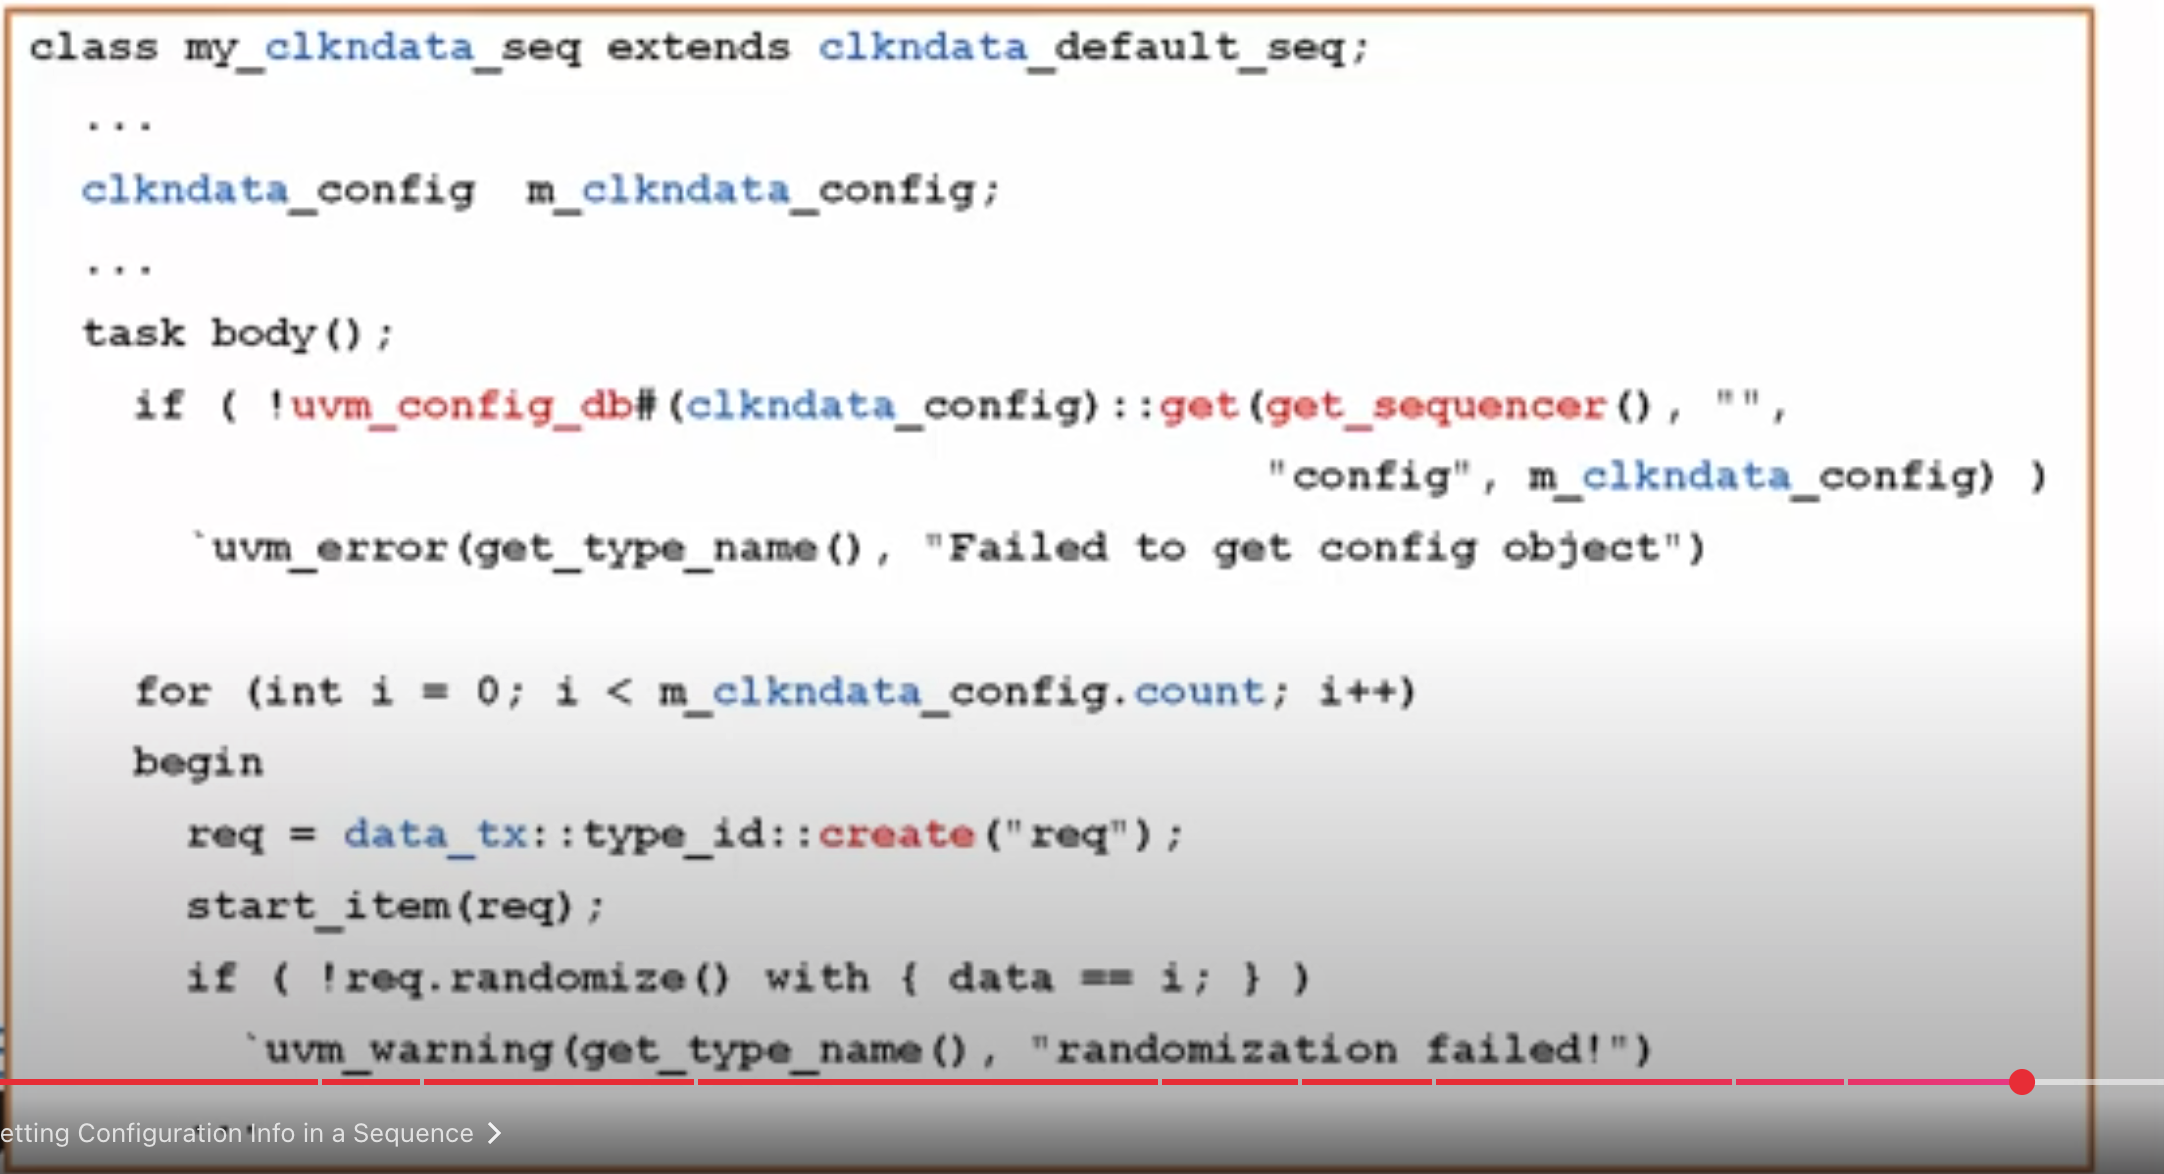 class my_clkndata_seq extends clkndata_default_seq;
...
clkndata_config m_clkndata_config;
...
task body();
if ( !uvm_config_db#(clkndata_config)::get(get_sequencer(), "",
"config", m_clkndata_config) )
`uvm_error(get_type_name(), "Failed to get config object")
for (int i = 0; i < m_clkndata_config.count; i++)
begin
req = data_tx::type_id::create("req");
start_item(req);
if ( !req.randomize() with { data == i; } )
`uvm_warning(get_type_name(), "randomization failed!")
...
etting Configuration Info in a Sequence >